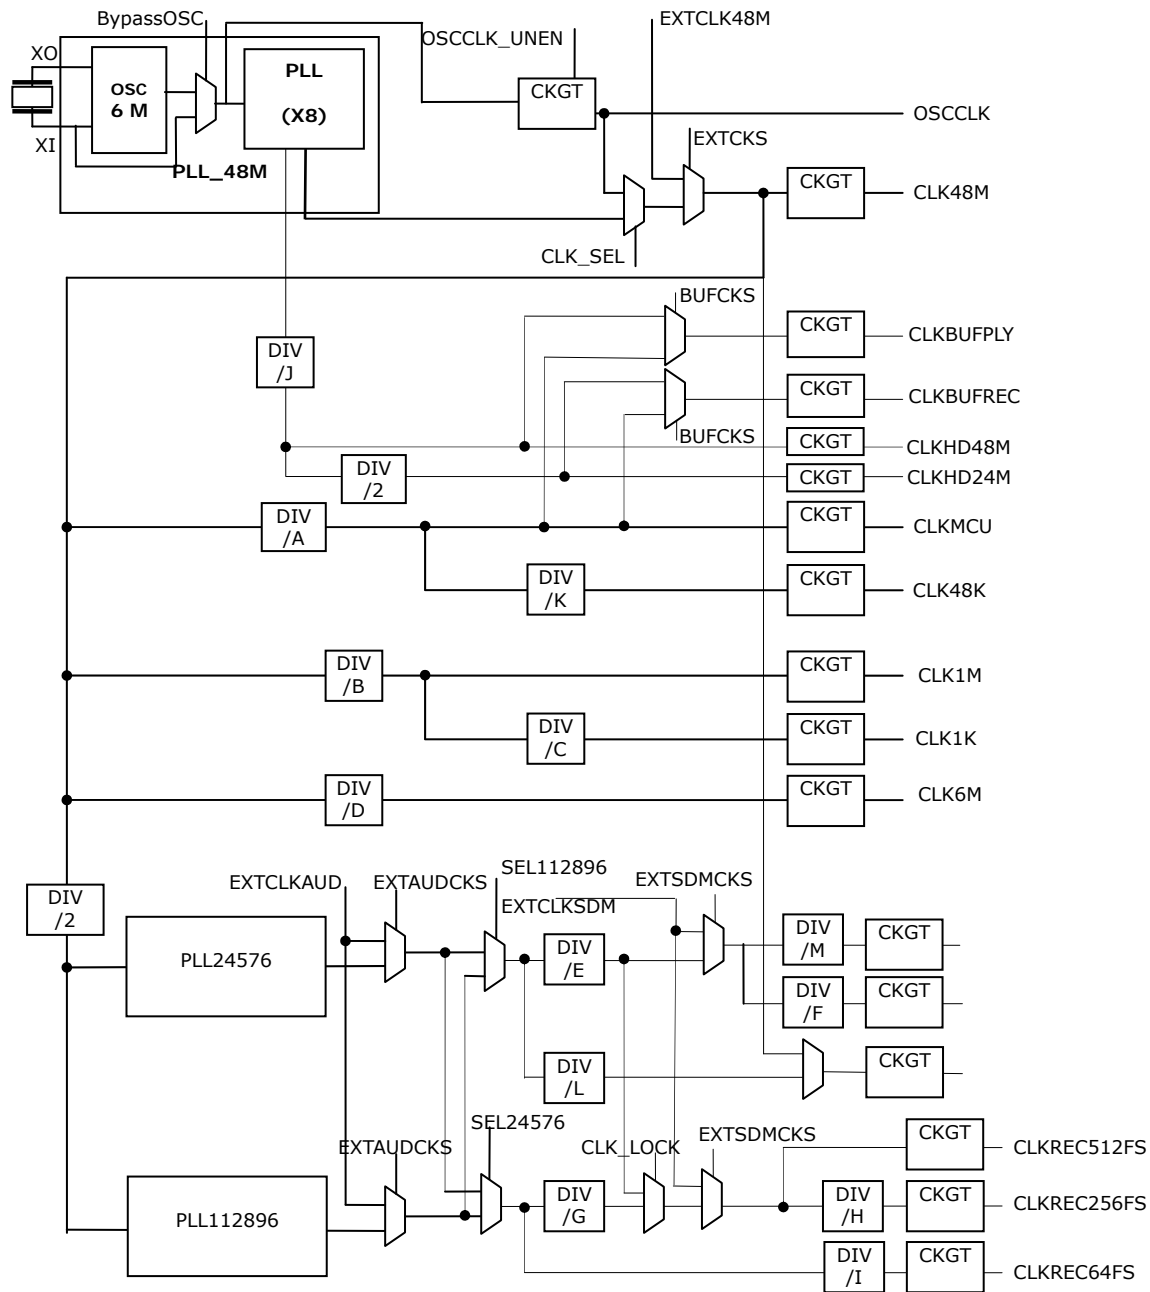 BypassOSC
EXTCLK48M
OSCCLK_UNEN
XO
OSC
6 M
PLL
(X8)
CKGT
OSCCLK
XI
PLL_48M
EXTCKS
CKGT
CLK48M
CLK_SEL
BUFCKS
CKGT
CLKBUFPLY
DIV
/J
CKGT
CLKBUFREC
BUFCKS
CKGT
CLKHD48M
DIV
/2
CKGT
CLKHD24M
DIV
/A
CKGT
CLKMCU
DIV
/K
CKGT
CLK48K
DIV
/B
CKGT
CLK1M
DIV
/C
CKGT
CLK1K
DIV
/D
CKGT
CLK6M
SEL112896
EXTCLKAUD
EXTAUDCKS
EXTSDMCKS
DIV
/2
EXTCLKSDM
PLL24576
DIV
/E
DIV
/M
CKGT
DIV
/F
CKGT
DIV
/L
CKGT
SEL24576
EXTAUDCKS
CLK_LOCK
EXTSDMCKS
CKGT
CLKREC512FS
PLL112896
DIV
/G
DIV
/H
CKGT
CLKREC256FS
DIV
/I
CKGT
CLKREC64FS